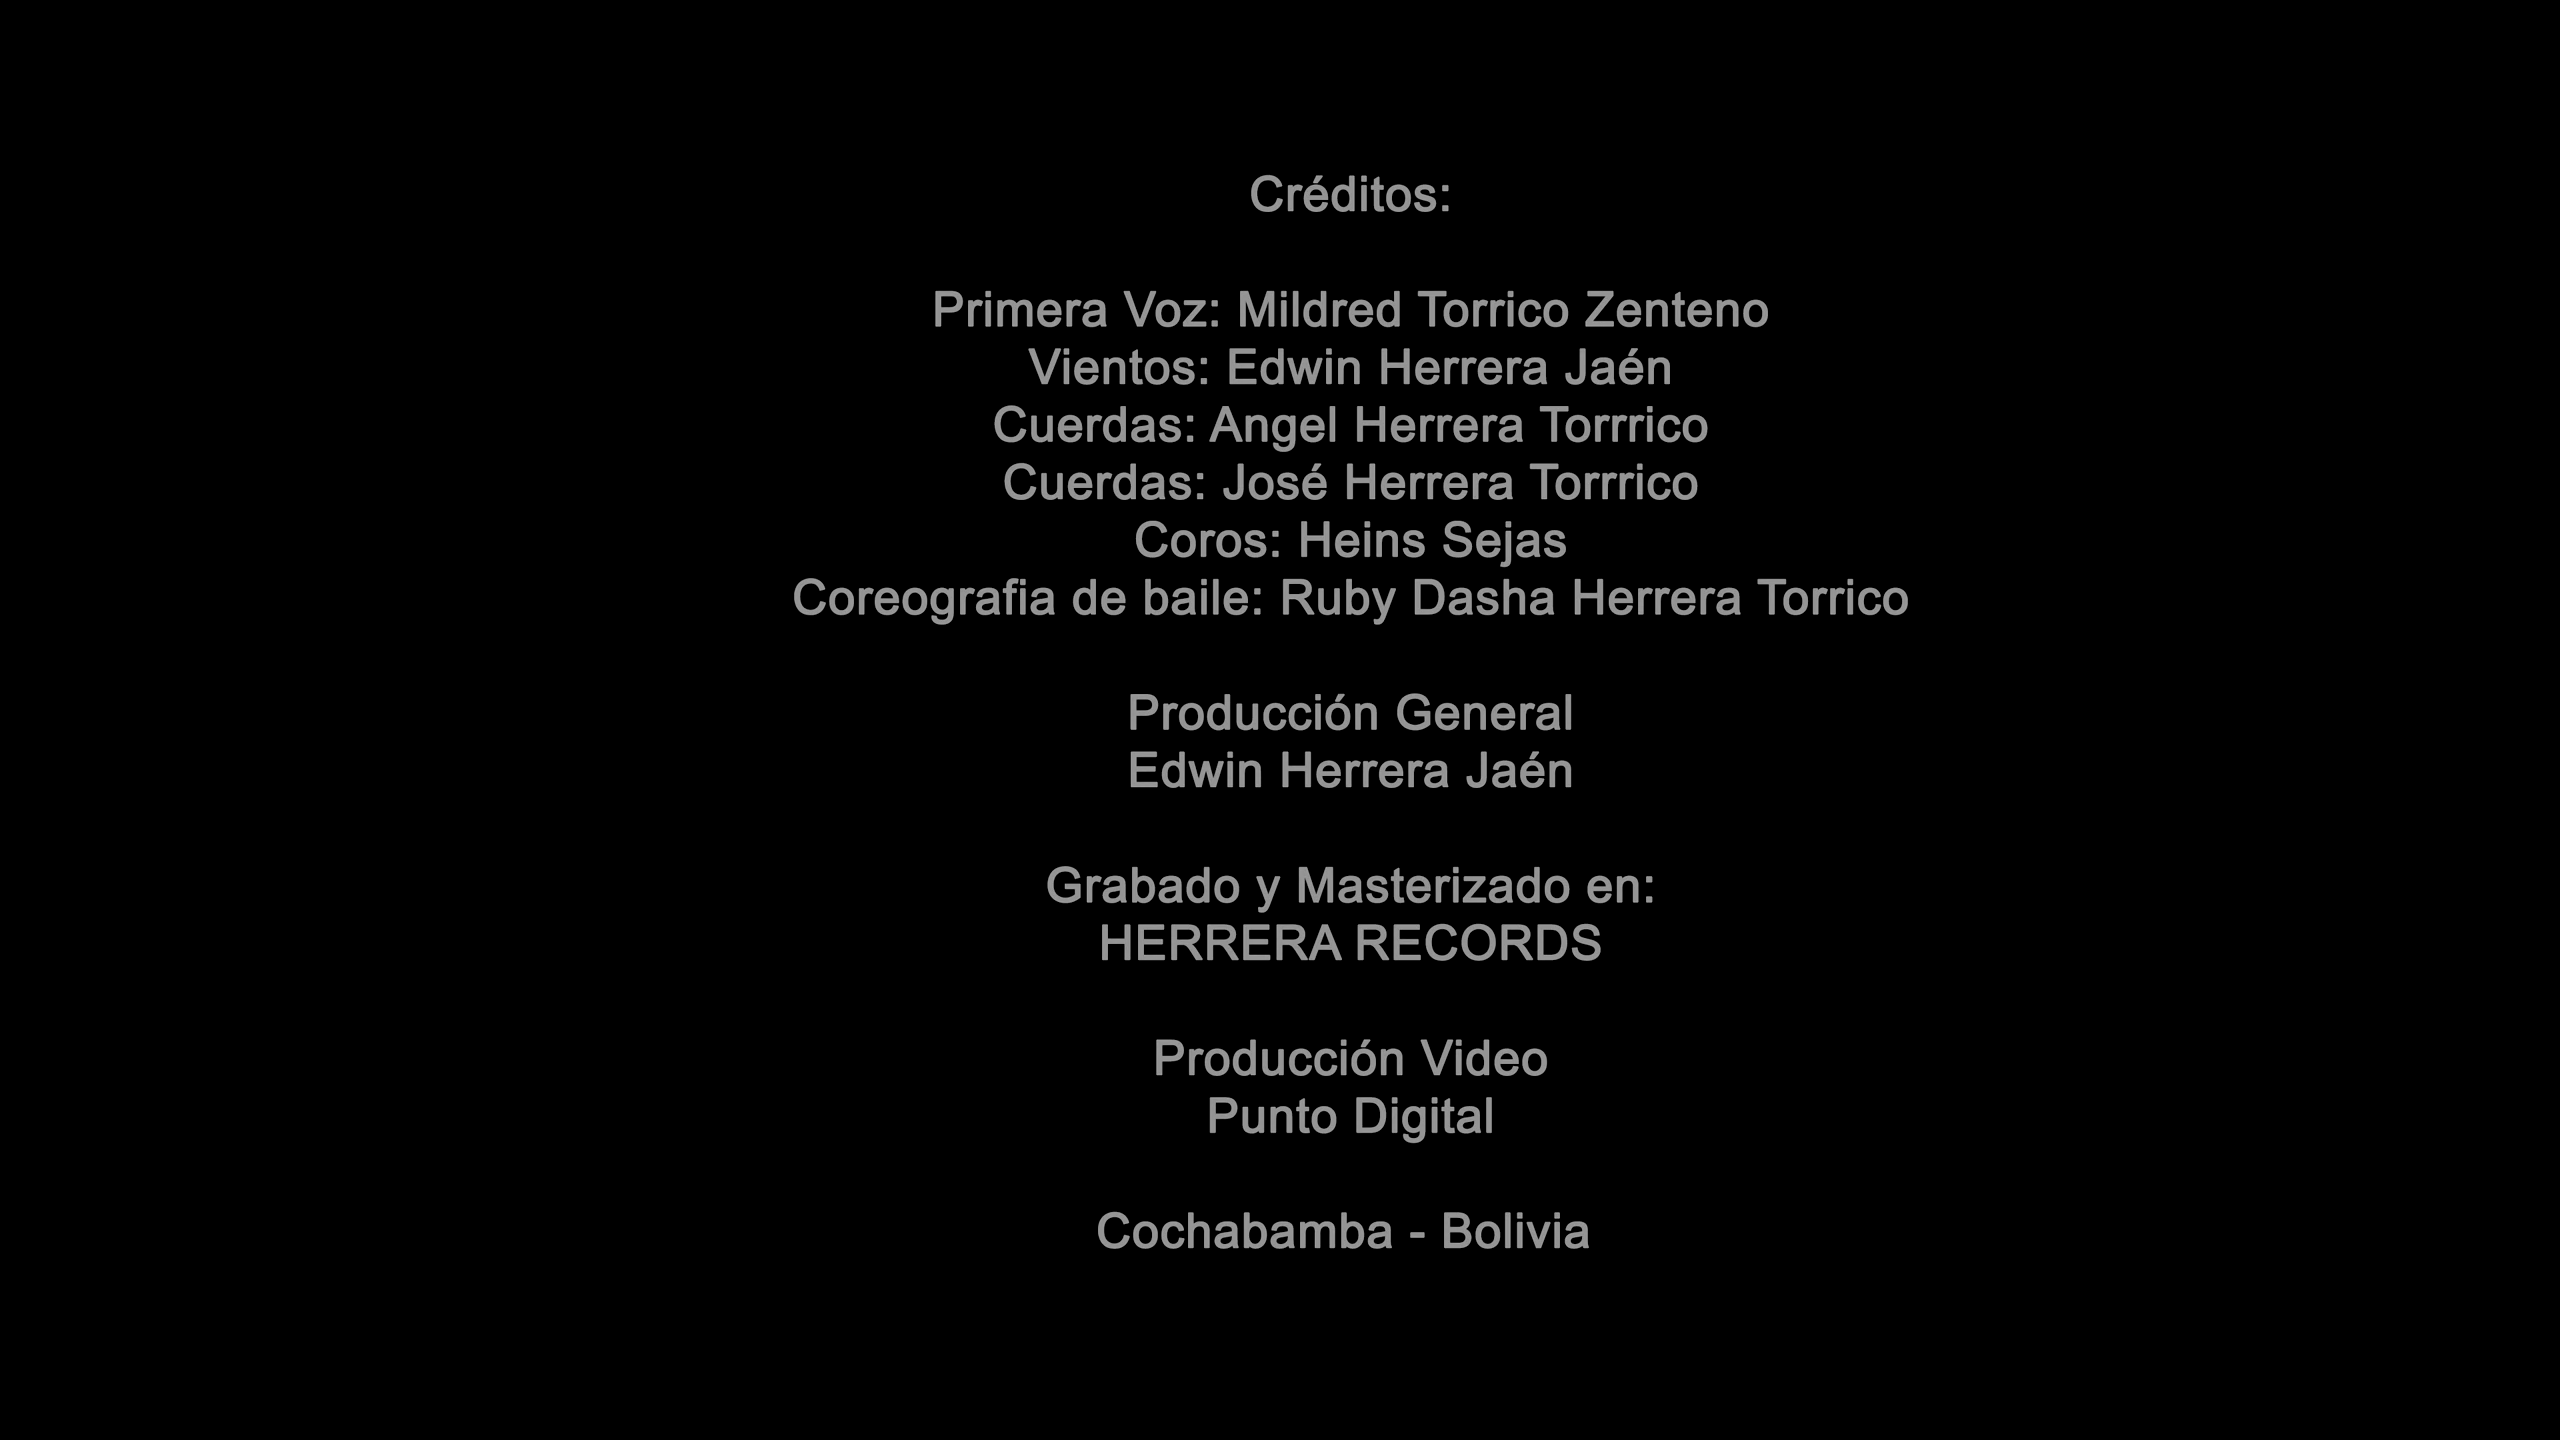 Créditos:
Primera Voz: Mildred Torrico Zenteno
Vientos: Edwin Herrera Jaén
Cuerdas: Angel Herrera Torrrico
Cuerdas: José Herrera Torrrico
Coros: Heins Sejas
Coreografia de baile: Ruby Dasha Herrera Torrico
Producción General
Edwin Herrera Jaén
Grabado y Masterizado en:
HERRERA RECORDS
Producción Video
Punto Digital
Cochabamba - Bolivia